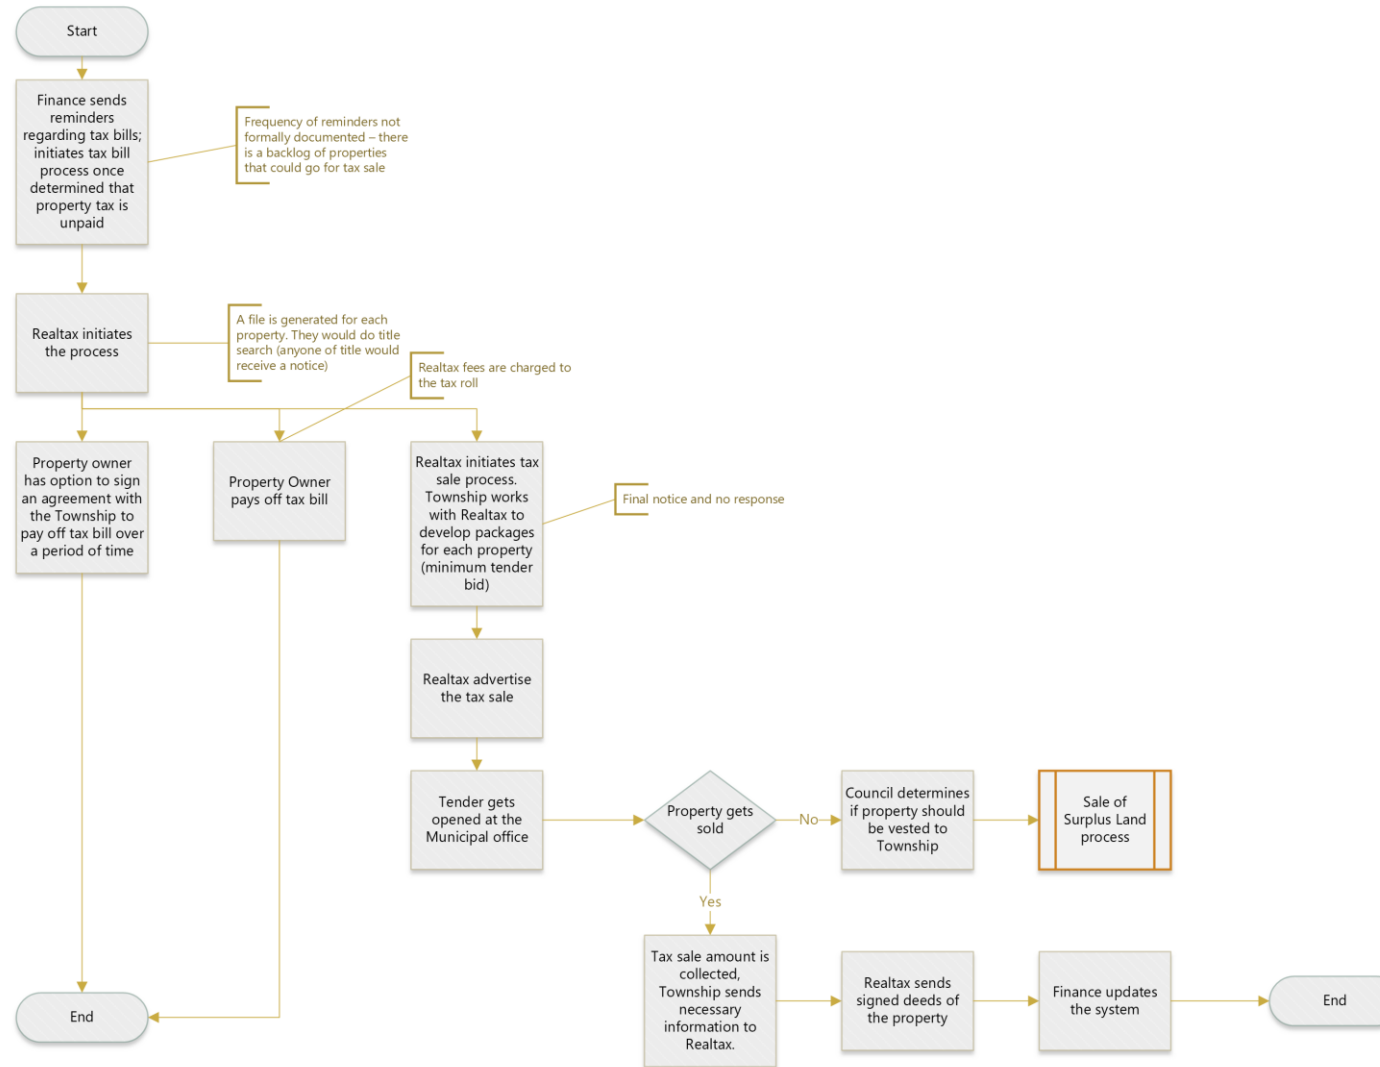 Start
Finance sends
reminders
regarding tax bills;
initiates tax bill
process once
determined that
property tax is
unpaid
Frequency of reminders not
formally documented – there
is a backlog of properties
that could go for tax sale
Realtax initiates
the process
A file is generated for each
property. They would do title
search (anyone of title would
receive a notice)
Realtax fees are charged to
the tax roll
Property owner
has option to sign
an agreement with
the Township to
pay off tax bill over
a period of time
Property Owner
pays off tax bill
Realtax initiates tax
sale process.
Township works
with Realtax to
develop packages
for each property
(minimum tender
bid)
Final notice and no response
Realtax advertise
the tax sale
Tender gets
opened at the
Municipal office
Property gets
sold
No
Council determines
if property should
be vested to
Township
Sale of
Surplus Land
process
Yes
Tax sale amount is
collected,
Township sends
necessary
information to
Realtax.
Realtax sends
signed deeds of
the property
Finance updates
the system
End
End